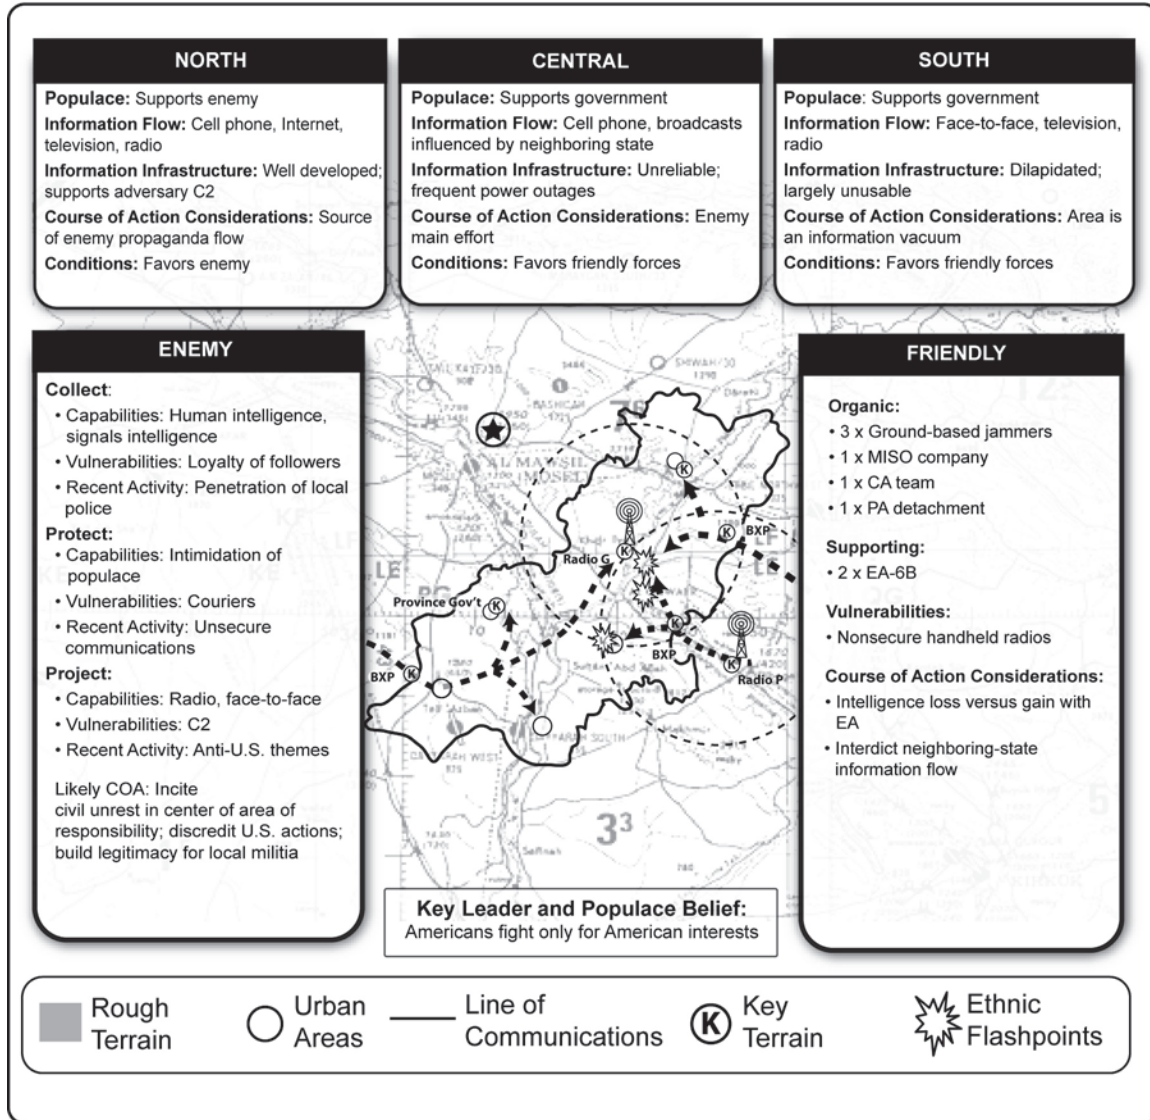 NORTH
Populace: Supports enemy
Information Flow: Cell phone, Internet,
television, radio
Information Infrastructure: Well developed;
supports adversary C2
Course of Action Considerations: Source
of enemy propaganda flow
Conditions: Favors enemy
CENTRAL
Populace: Supports government
Information Flow: Cell phone, broadcasts
influenced by neighboring state
Information Infrastructure: Unreliable;
frequent power outages
Course of Action Considerations: Enemy
main effort
Conditions: Favors friendly forces
SOUTH
Populace: Supports government
Information Flow: Face-to-face, television,
radio
Information Infrastructure: Dilapidated;
largely unusable
Course of Action Considerations: Area is
an information vacuum
Conditions: Favors friendly forces
ENEMY
Collect:
• Capabilities: Human intelligence,
signals intelligence
• Vulnerabilities: Loyalty of followers
• Recent Activity: Penetration of local
police
Protect:
• Capabilities: Intimidation of
populace
• Vulnerabilities: Couriers
• Recent Activity: Unsecure
communications
Project:
• Capabilities: Radio, face-to-face
• Vulnerabilities: C2
• Recent Activity: Anti-U.S. themes
Likely COA: Incite
civil unrest in center of area of
responsibility; discredit U.S. actions;
build legitimacy for local militia
AL MAWSIL
(MOSEL)
K
BXP
K
Radio G
K
LE
LF
LE
PG
Province Gov't
K
K
BXP
K
Radio P
BXP
K
3³
FRIENDLY
Organic:
• 3 x Ground-based jammers
• 1 x MISO company
• 1 x CA team
• 1 x PA detachment
Supporting:
• 2 x EA-6B
Vulnerabilities:
• Nonsecure handheld radios
Course of Action Considerations:
• Intelligence loss versus gain with
EA
• Interdict neighboring-state
information flow
Key Leader and Populace Belief:
Americans fight only for American interests
Rough
Terrain
Urban
Areas
Line of
Communications
K
Key
Terrain
Ethnic
Flashpoints